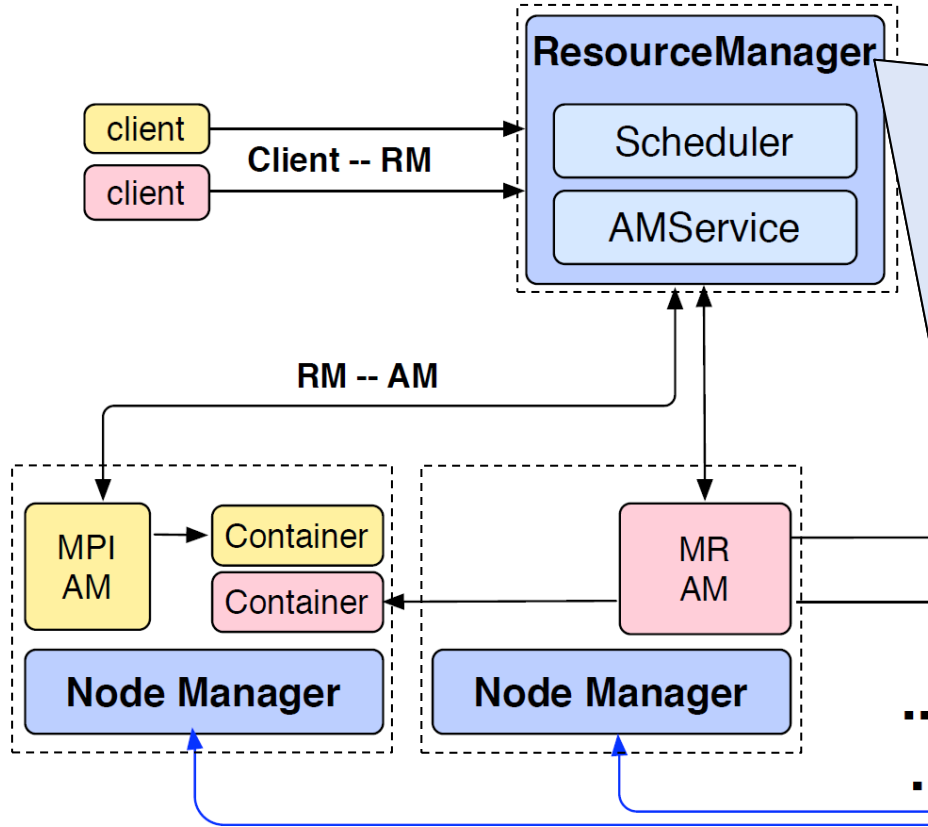 ResourceManager
Scheduler
AMService
client
Client -- RM
client
RM -- AM
MPI
AM
Container
Container
Node Manager
MR
AM
Node Manager
..
.